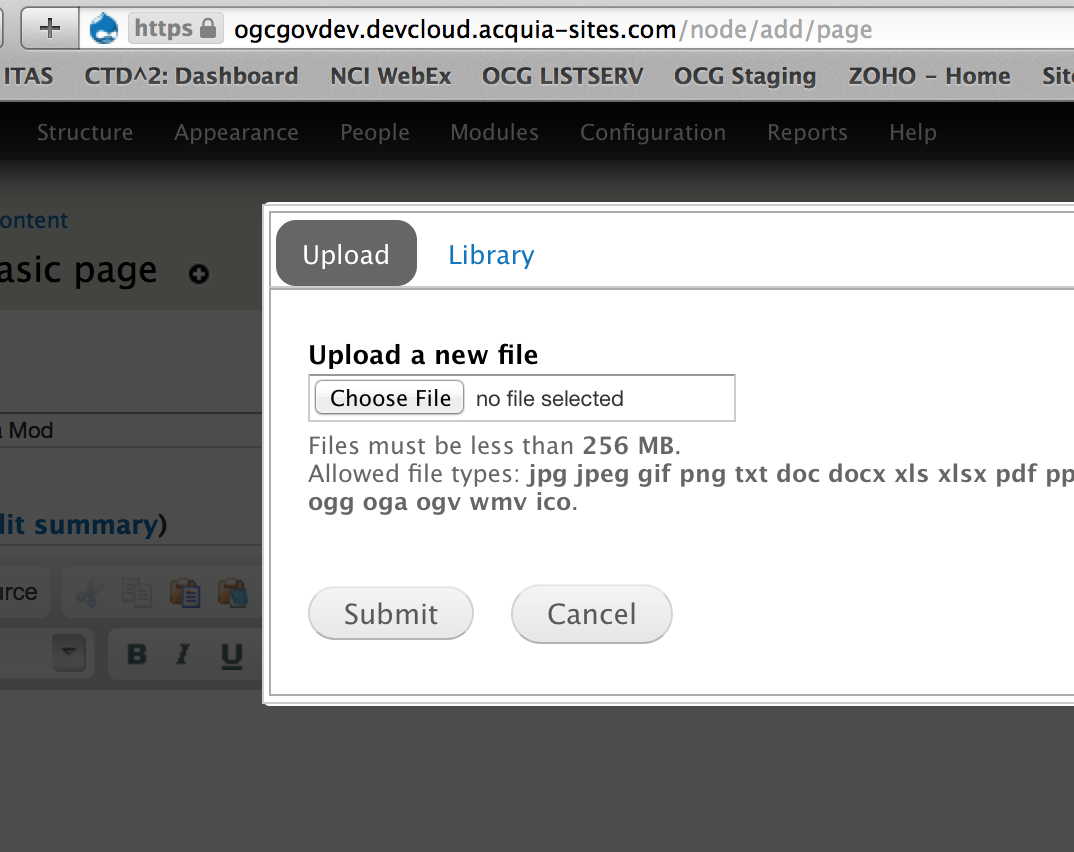 https ogcgovdev.devcloud.acquia-sites.com/node/add/page
ITAS CTD^2: Dashboard NCI WebEx OCG LISTSERV OCG Staging ZOHO – Home Sit
Structure Appearance People Modules Configuration Reports Help
ontent
asic page
Upload Library
Upload a new file
Choose File no file selected
Mod
Files must be less than 256 MB.
Allowed file types: jpg jpeg gif png txt doc docx xls xlsx pdf pp
ogg oga ogv wmv ico.
dit summary)
urce
Submit Cancel
B I U